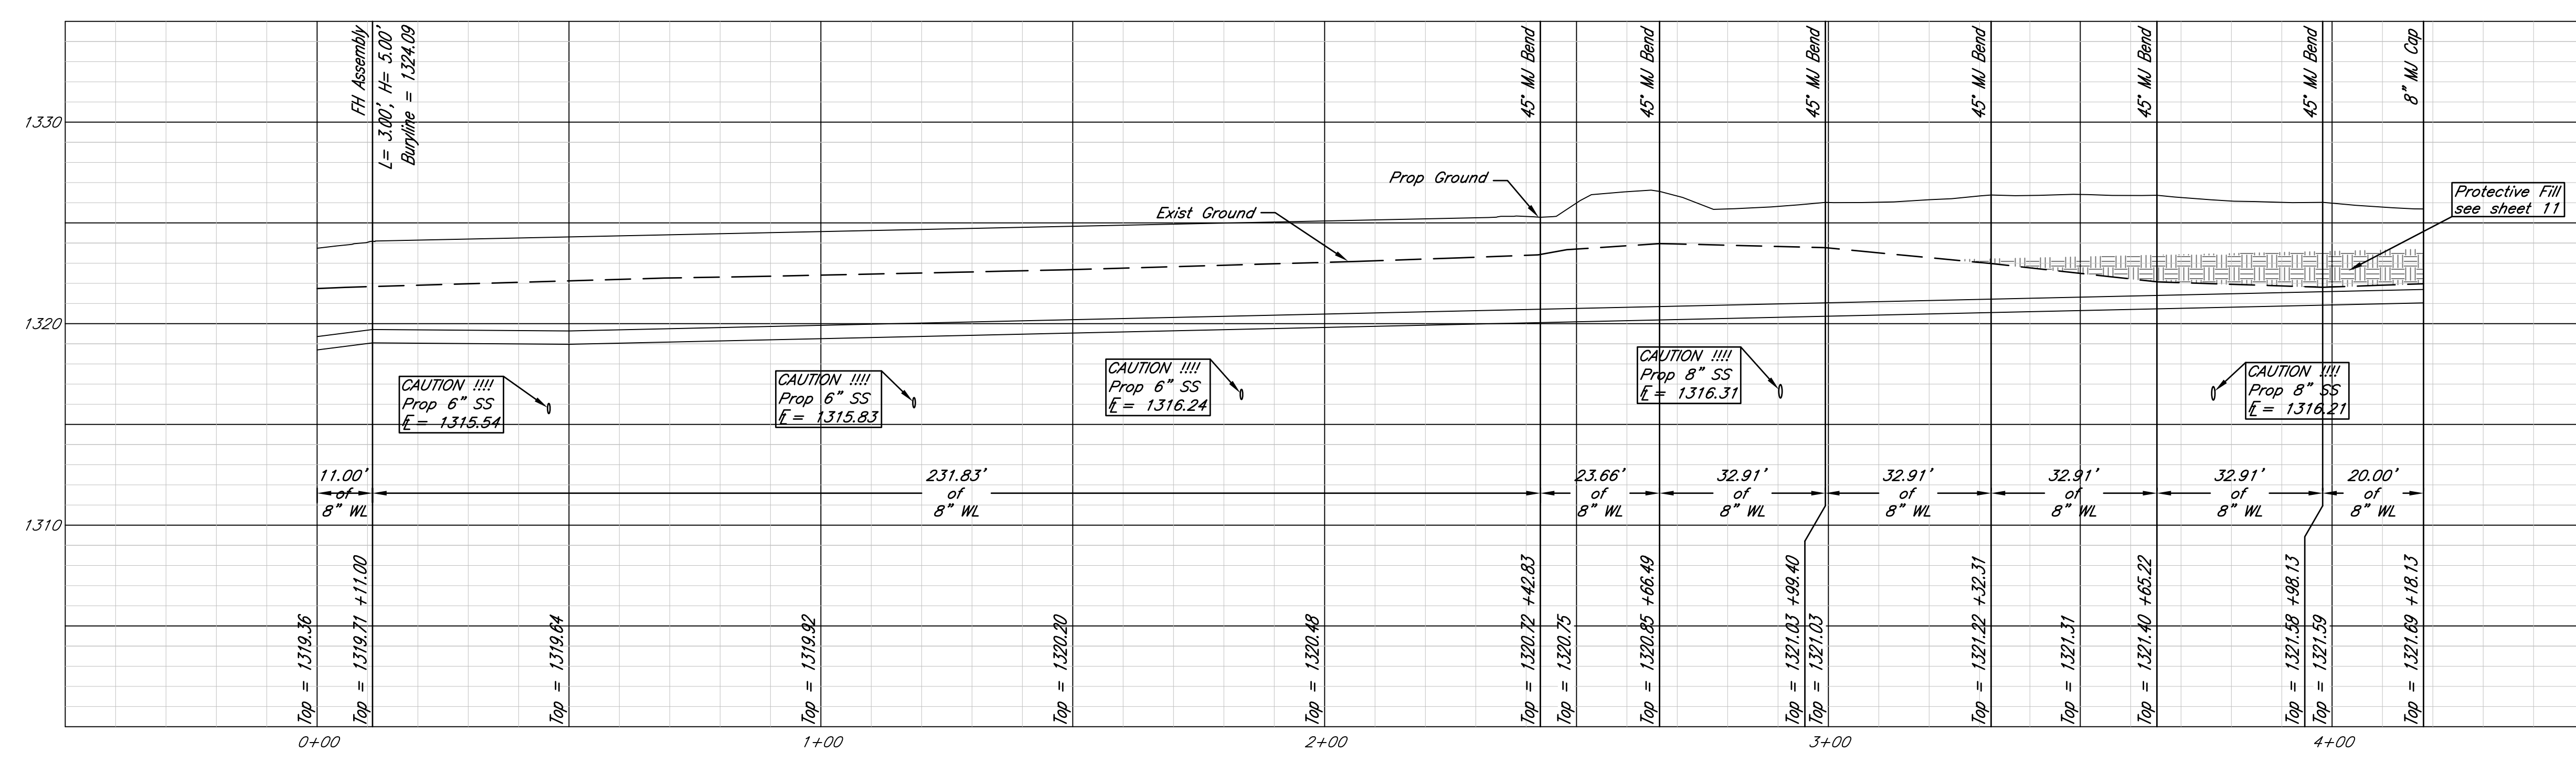 FH Assembly
L= 3.00', H= 5.00'
Buryline = 1324.09
45° MJ Bend
45° MJ Bend
45° MJ Bend
45° MJ Bend
45° MJ Bend
45° MJ Bend
8" MJ Cap
1330
1320
1310
Prop Ground
Exist Ground
Protective Fill
see sheet 11
CAUTION !!!!
Prop 6" SS
FL = 1315.54
CAUTION !!!!
Prop 6" SS
FL = 1315.83
CAUTION !!!!
Prop 6" SS
FL = 1316.24
CAUTION !!!!
Prop 8" SS
FL = 1316.31
CAUTION !!!!
Prop 8" SS
FL = 1316.21
11.00'
of
8" WL
231.83'
of
8" WL
23.66'
of
8" WL
32.91'
of
8" WL
32.91'
of
8" WL
32.91'
of
8" WL
32.91'
of
8" WL
20.00'
of
8" WL
Top = 1319.36
Top = 1319.71 +11.00
Top = 1319.64
Top = 1319.92
Top = 1320.20
Top = 1320.48
Top = 1320.72 +42.83
Top = 1320.75
Top = 1320.85 +66.49
Top = 1321.03 +99.40
Top = 1321.03
Top = 1321.22 +32.31
Top = 1321.31
Top = 1321.40 +65.22
Top = 1321.58 +98.13
Top = 1321.59
Top = 1321.69 +18.13
0+00
1+00
2+00
3+00
4+00